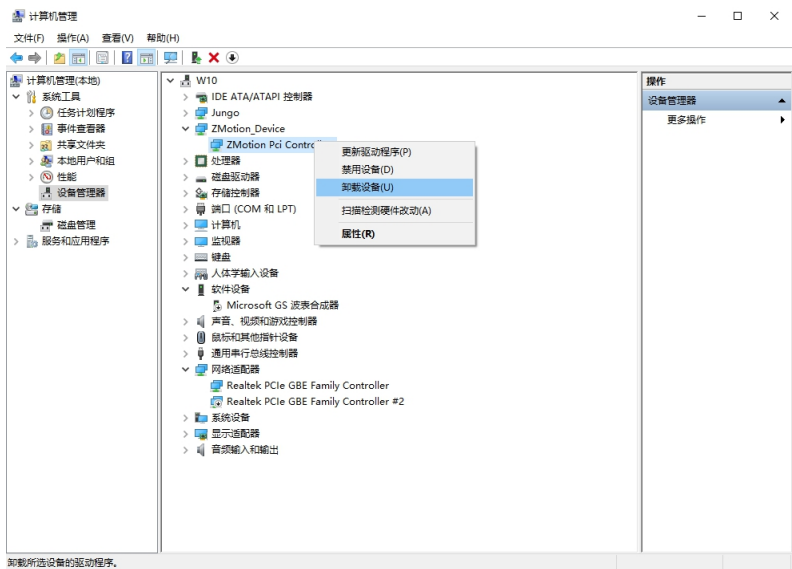 计算机管理
文件(F) 操作(A) 查看(V) 帮助(H)
计算机管理(本地)
系统工具
任务计划程序
事件查看器
共享文件夹
本地用户和组
性能
设备管理器
存储
磁盘管理
服务和应用程序
W10
IDE ATA/ATAPI 控制器
Jungo
ZMotion_Device
ZMotion Pci Contro
处理器
磁盘驱动器
存储控制器
端口 (COM 和 LPT)
计算机
监视器
键盘
人体学输入设备
软件设备
Microsoft GS 波表合成器
声音、视频和游戏控制器
鼠标和其他指针设备
通用串行总线控制器
网络适配器
Realtek PCIe GBE Family Controller
Realtek PCIe GBE Family Controller #2
系统设备
显示适配器
音频输入和输出
更新驱动程序(P)
禁用设备(D)
卸载设备(U)
扫描检测硬件改动(A)
属性(R)
操作
设备管理器
更多操作
卸载所选设备的驱动程序。